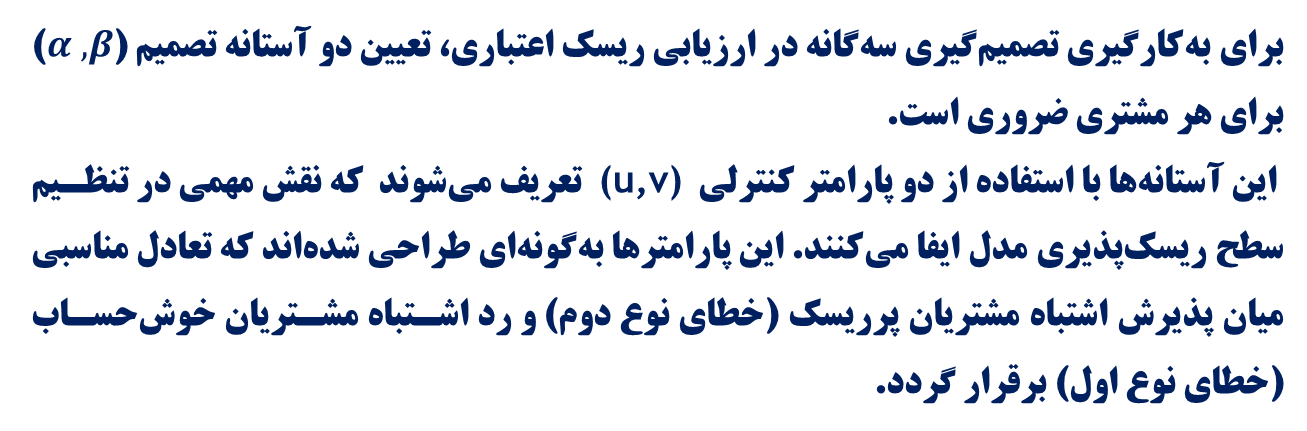 برای به‌کارگیری تصمیم‌گیری سه‌گانه در ارزیابی ریسک اعتباری، تعیین دو آستانه تصمیم (α ,β)
برای هر مشتری ضروری است.
این آستانه‌ها با استفاده از دو پارامتر کنترلی (u,v) تعریف می‌شوند که نقش مهمی در تنظیم
سطح ریسک‌پذیری مدل ایفا می‌کنند. این پارامترها به‌گونه‌ای طراحی شده‌اند که تعادل مناسبی
میان پذیرش اشتباه مشتریان پرریسک (خطای نوع دوم) و رد اشتباه مشتریان خوش‌حساب
(خطای نوع اول) برقرار گردد.